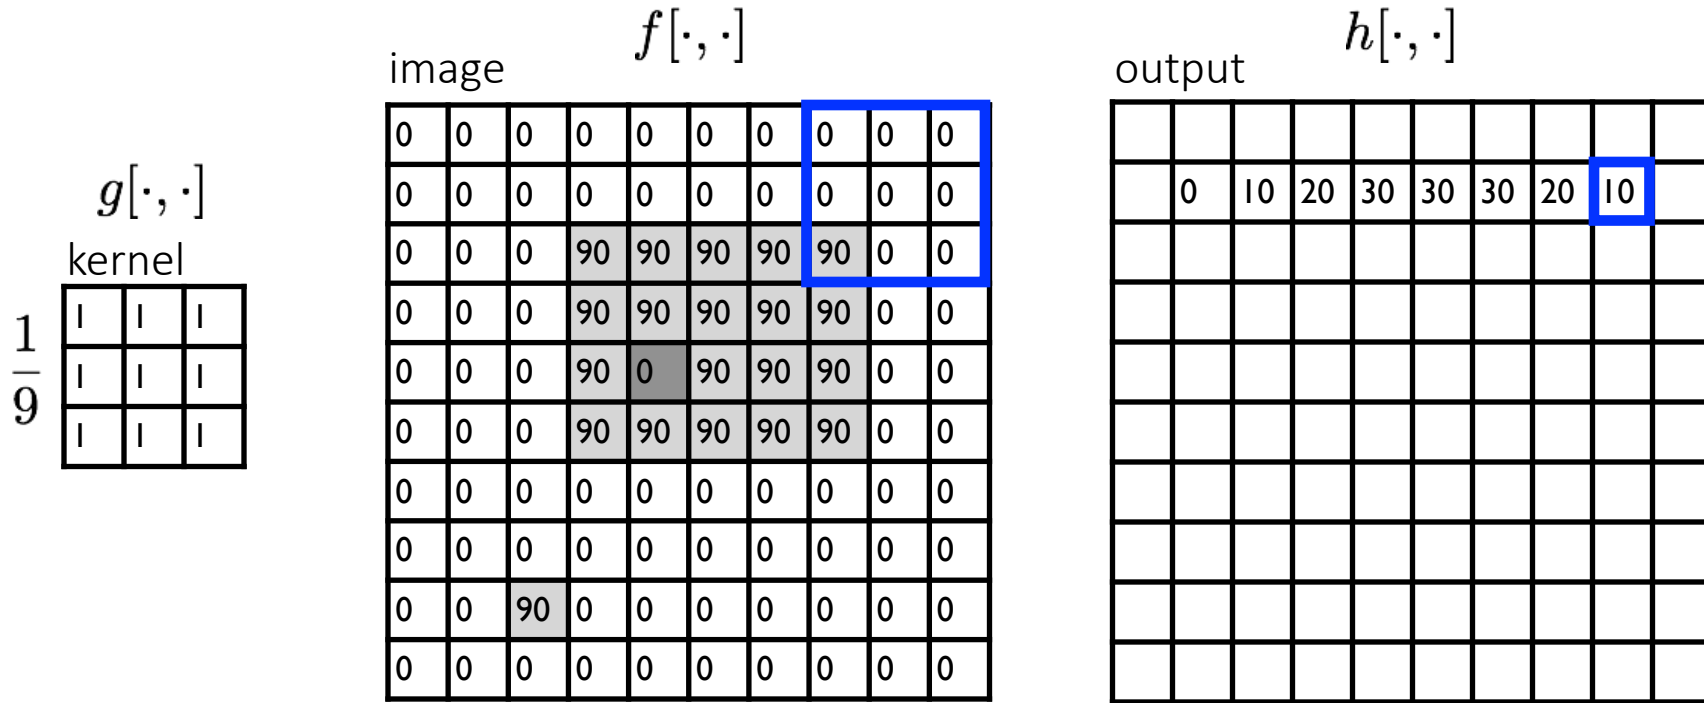 f[·, ·]
h[·, ·]
image
output
g[·, ·]
kernel
1/9
1 1 1
1 1 1
1 1 1
0 0 0 0 0 0 0 0 0 0
0 0 0 0 0 0 0 0 0 0
0 0 0 90 90 90 90 90 0 0
0 0 0 90 90 90 90 90 0 0
0 0 0 90 0 90 90 90 0 0
0 0 0 90 90 90 90 90 0 0
0 0 0 0 0 0 0 0 0 0
0 0 0 0 0 0 0 0 0 0
0 0 90 0 0 0 0 0 0 0
0 0 0 0 0 0 0 0 0 0
0 10 20 30 30 30 20 10